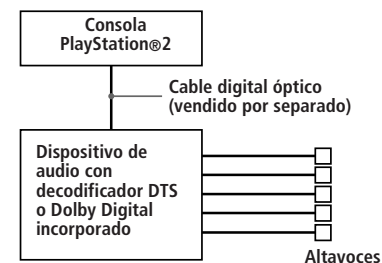 Consola
PlayStation®2
Cable digital óptico
(vendido por separado)
Dispositivo de
audio con
decodificador DTS
o Dolby Digital
incorporado
Altavoces